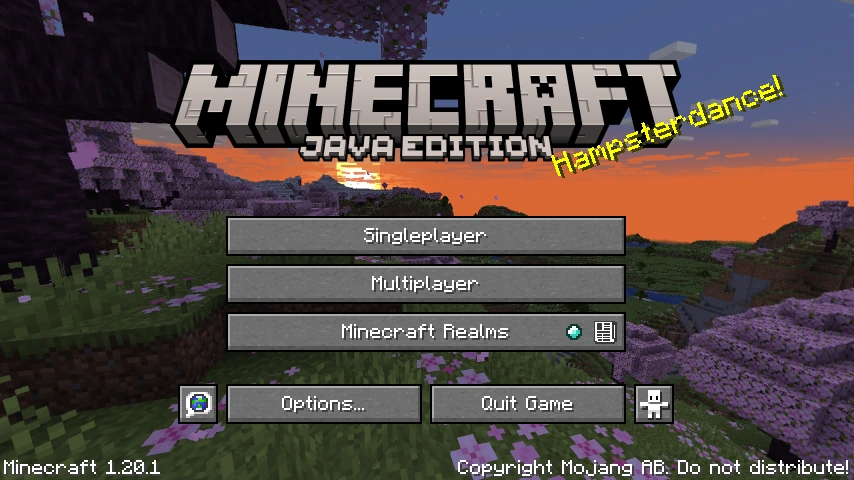 MINECRAFT
JAVA EDITION
Hampsterdance!
Singleplayer
Multiplayer
Minecraft Realms
Options...
Quit Game
Minecraft 1.20.1
Copyright Mojang AB. Do not distribute!